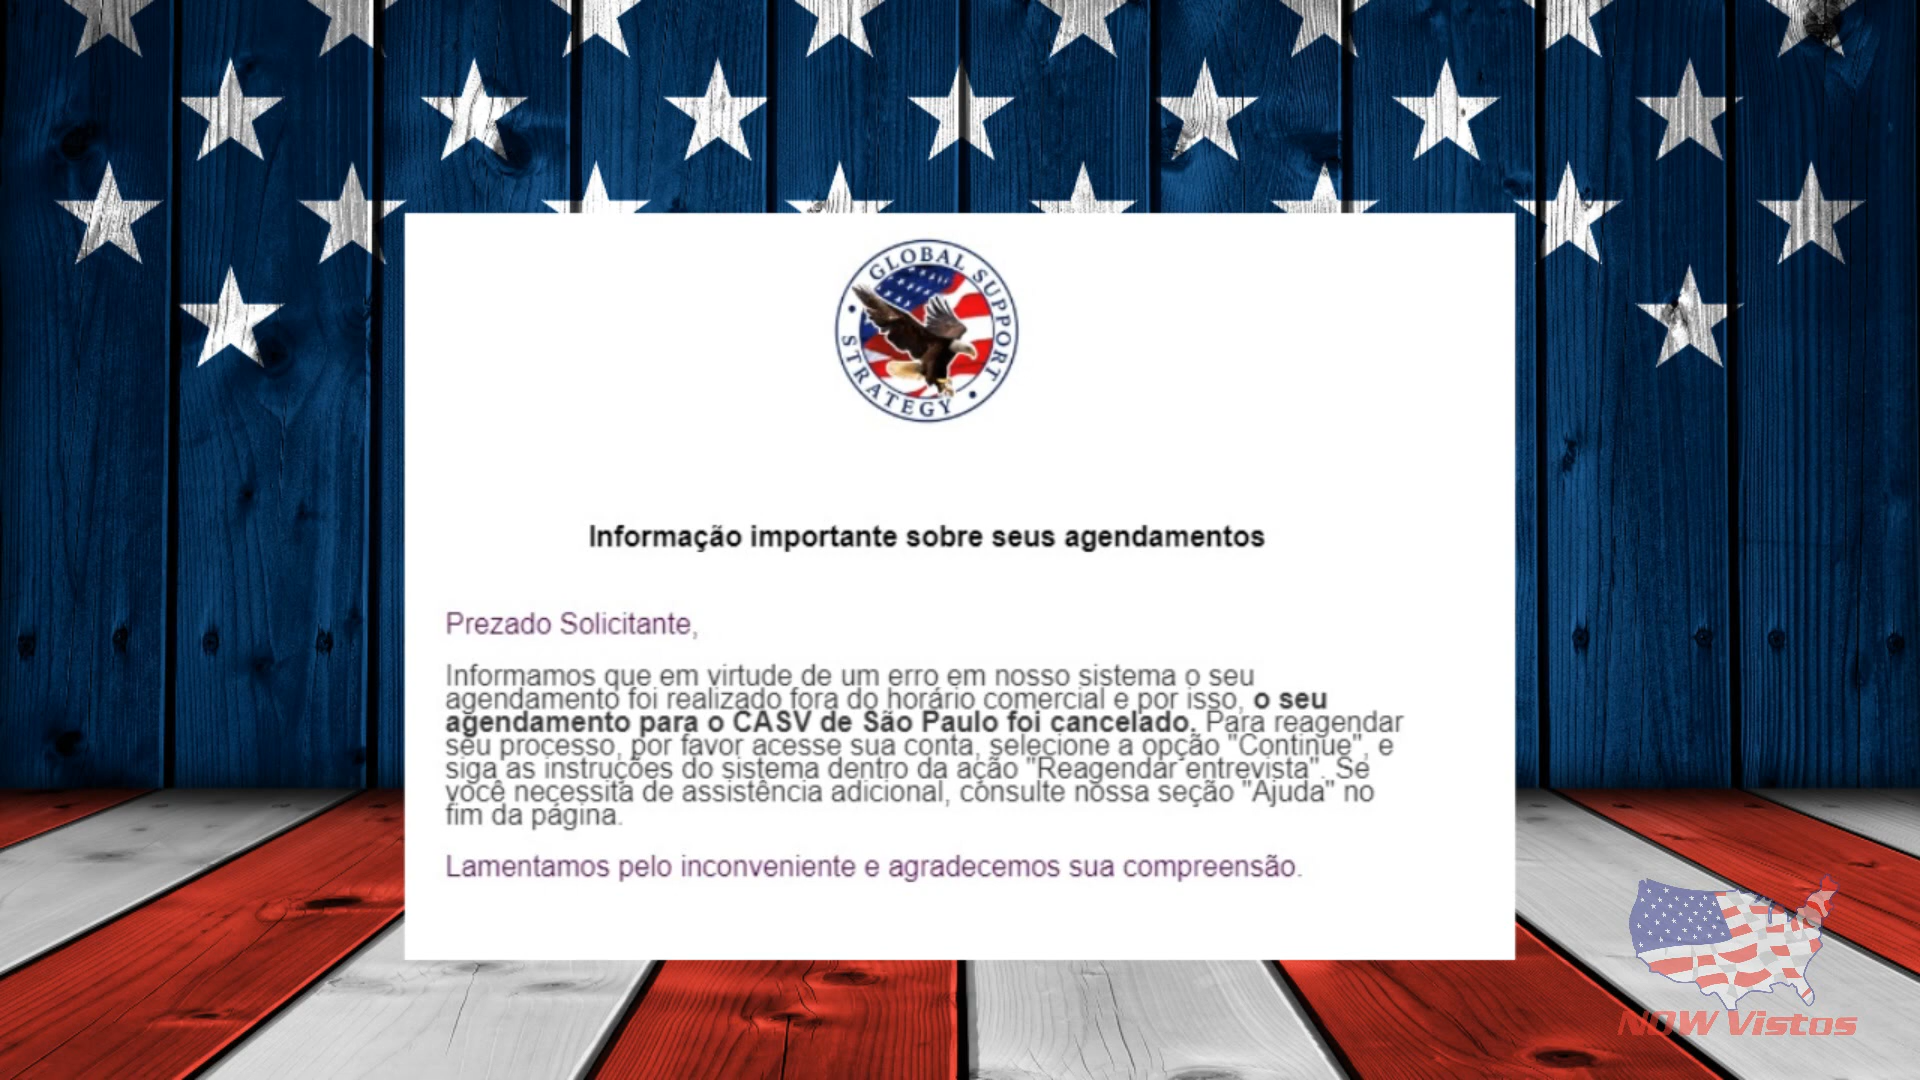 GLOBAL SUPPORT
STRATEGY
Informação importante sobre seus agendamentos
Prezado Solicitante,
Informamos que em virtude de um erro em nosso sistema o seu
agendamento foi realizado fora do horário comercial e por isso, o seu
agendamento para o CASV de São Paulo foi cancelado. Para reagendar
seu processo, por favor acesse sua conta, selecione a opção "Continue", e
siga as instruções do sistema dentro da ação "Reagendar entrevista". Se
você necessita de assistência adicional, consulte nossa seção "Ajuda" no
fim da página.
Lamentamos pelo inconveniente e agradecemos sua compreensão.
NOW Vistos